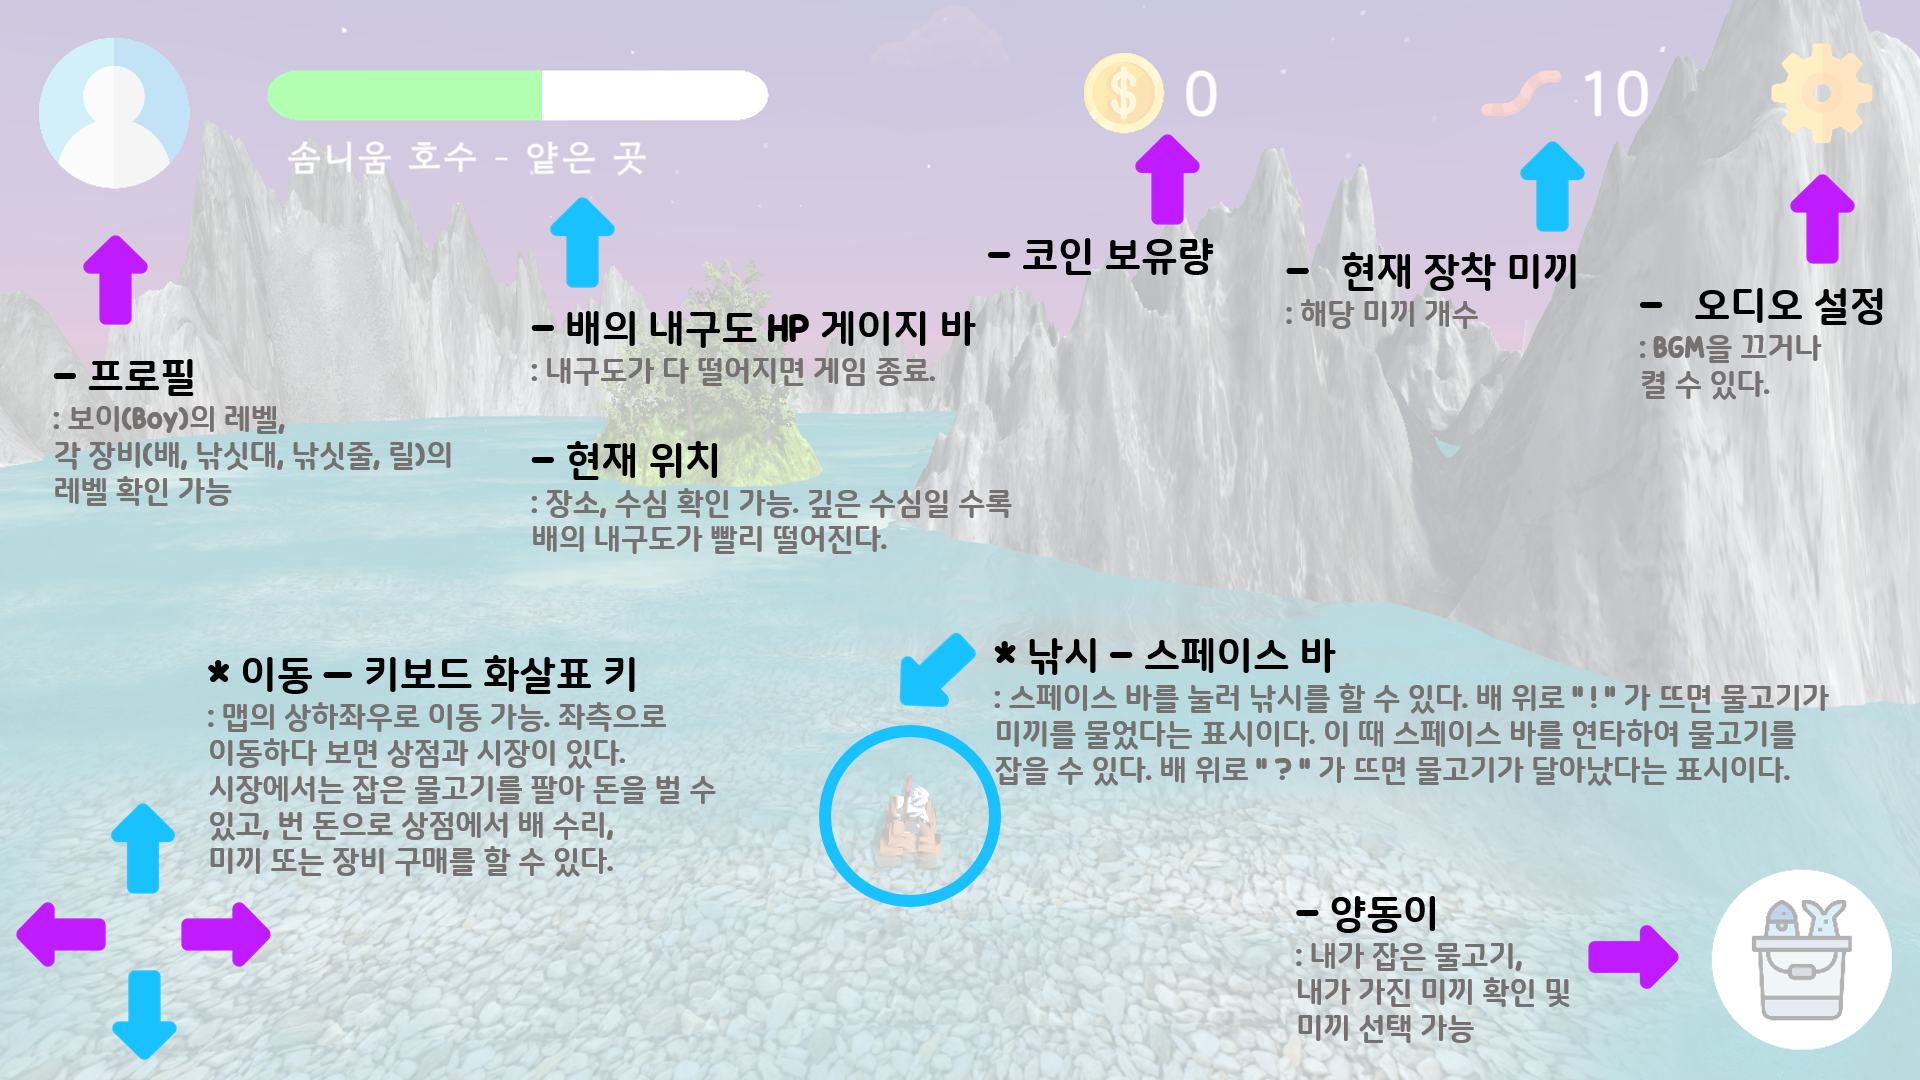 솜니움 호수 - 얕은 곳
0
10
- 프로필
: 보이(Boy)의 레벨,
각 장비(배, 낚싯대, 낚싯줄, 릴)의
레벨 확인 가능
- 배의 내구도 HP 게이지 바
: 내구도가 다 떨어지면 게임 종료.
- 현재 위치
: 장소, 수심 확인 가능. 깊은 수심일 수록
배의 내구도가 빨리 떨어진다.
- 코인 보유량
- 현재 장착 미끼
: 해당 미끼 개수
- 오디오 설정
: BGM을 끄거나
켤 수 있다.
* 이동 - 키보드 화살표 키
: 맵의 상하좌우로 이동 가능. 좌측으로
이동하다 보면 상점과 시장이 있다.
시장에서는 잡은 물고기를 팔아 돈을 벌 수
있고, 번 돈으로 상점에서 배 수리,
미끼 또는 장비 구매를 할 수 있다.
* 낚시 - 스페이스 바
: 스페이스 바를 눌러 낚시를 할 수 있다. 배 위로 " ! " 가 뜨면 물고기가
미끼를 물었다는 표시이다. 이 때 스페이스 바를 연타하여 물고기를
잡을 수 있다. 배 위로 " ? " 가 뜨면 물고기가 달아났다는 표시이다.
- 양동이
: 내가 잡은 물고기,
내가 가진 미끼 확인 및
미끼 선택 가능